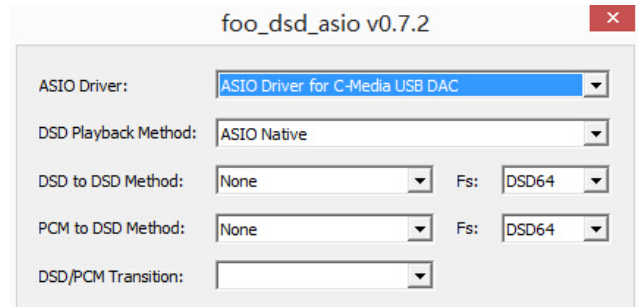 foo_dsd_asio v0.7.2
ASIO Driver: ASIO Driver for C-Media USB DAC
DSD Playback Method: ASIO Native
DSD to DSD Method: None Fs: DSD64
PCM to DSD Method: None Fs: DSD64
DSD/PCM Transition: